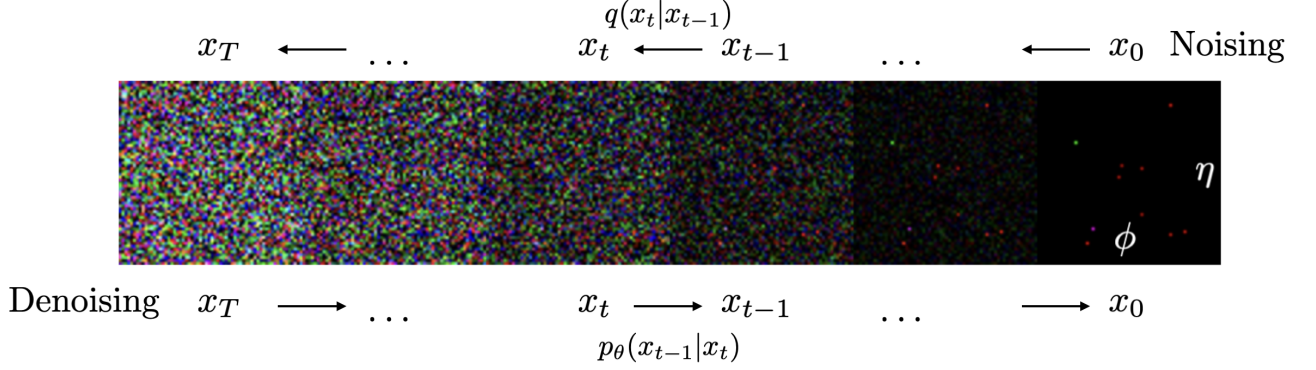 q(x_t|x_{t-1})
x_T ← ... x_t ← x_{t-1} ... ← x_0 Noising
η
ϕ
Denoising x_T → ... x_t → x_{t-1} ... → x_0
p_θ(x_{t-1}|x_t)